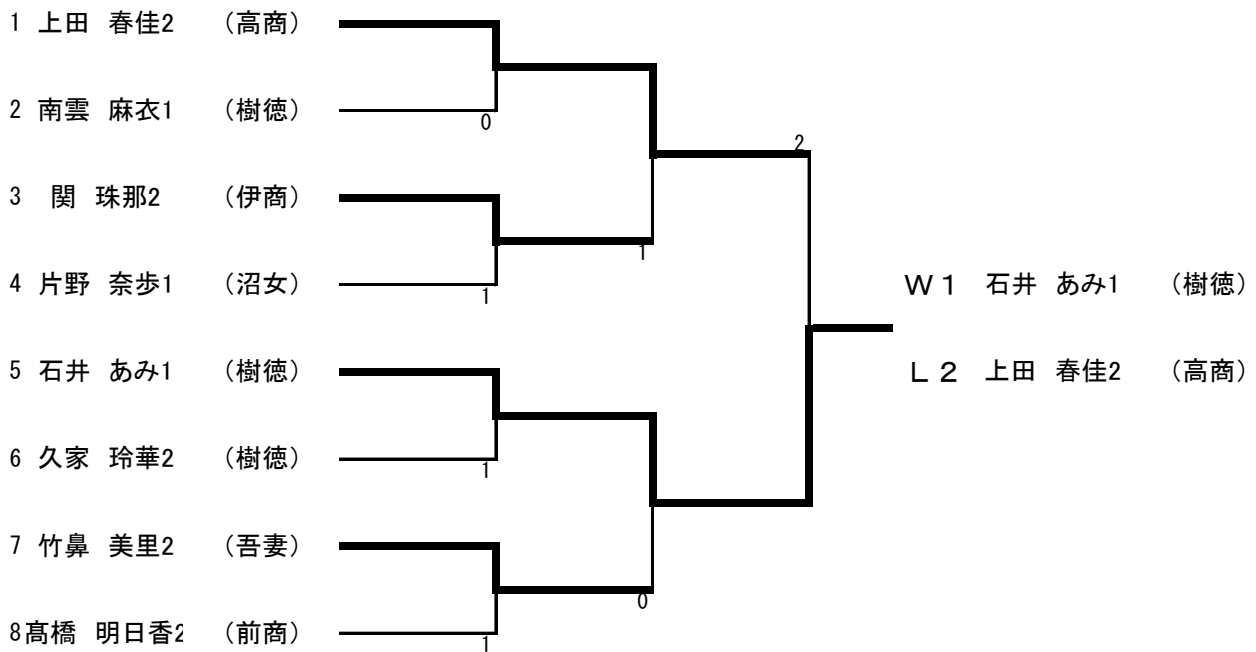 1 上田 春佳2 (高商)
2 南雲 麻衣1 (樹徳)
0
2
3 関 珠那2 (伊商)
1
4 片野 奈歩1 (沼女)
1
W1 石井 あみ1 (樹徳)
5 石井 あみ1 (樹徳)
L2 上田 春佳2 (高商)
6 久家 玲華2 (樹徳)
1
7 竹鼻 美里2 (吾妻)
0
8髙橋 明日香2 (前商)
1